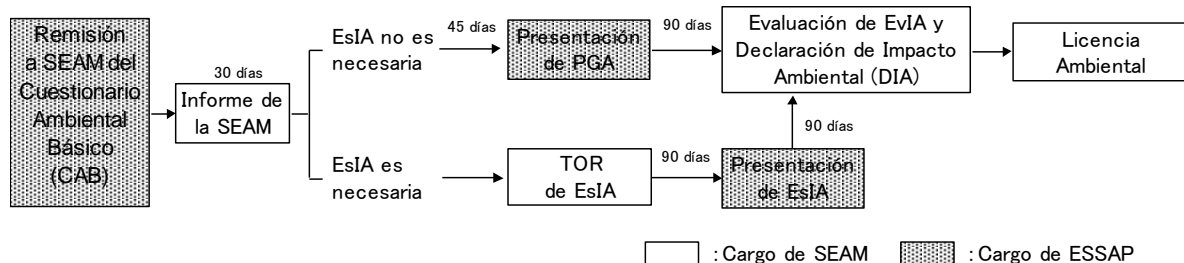 Remisión
a SEAM del
Cuestionario
Ambiental
Básico
(CAB)
30 días
Informe de
la SEAM
EsIA no es
necesaria
45 días
Presentación
de PGA
90 días
Evaluación de EvIA y
Declaración de Impacto
Ambiental (DIA)
Licencia
Ambiental
EsIA es
necesaria
TOR
de EsIA
90 días
Presentación
de EsIA
90 días
: Cargo de SEAM
: Cargo de ESSAP